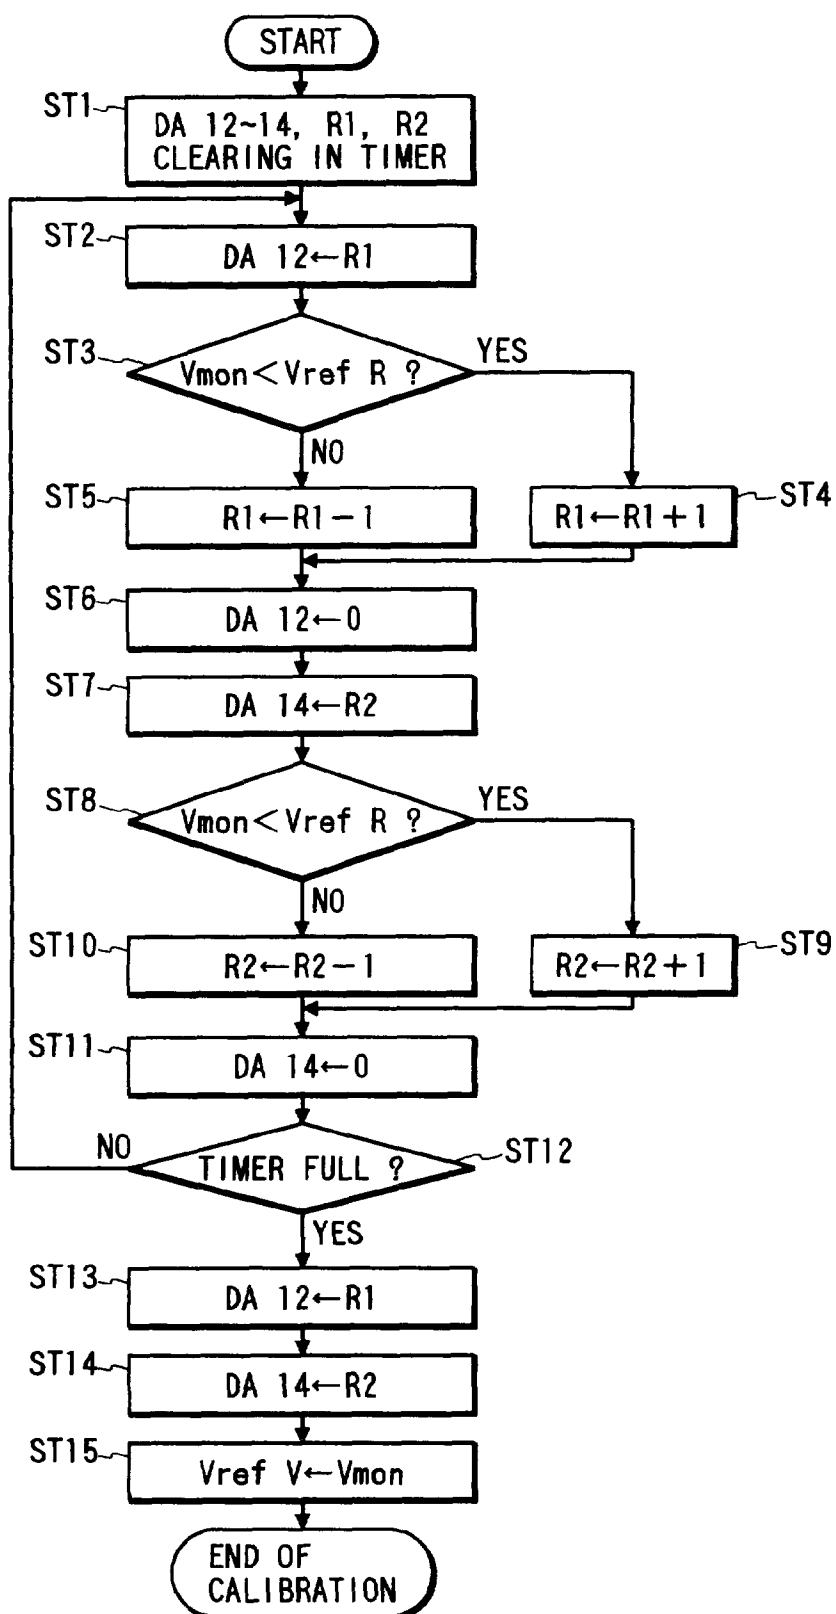 START
ST1
DA 12~14, R1, R2
CLEARING IN TIMER
ST2
DA 12←R1
ST3
Vmon<Vref R ?
YES
NO
ST5
R1←R1-1
R1←R1+1
ST4
ST6
DA 12←0
ST7
DA 14←R2
ST8
Vmon<Vref R ?
YES
NO
ST10
R2←R2-1
R2←R2+1
ST9
ST11
DA 14←0
NO
TIMER FULL ?
ST12
YES
ST13
DA 12←R1
ST14
DA 14←R2
ST15
Vref V←Vmon
END OF
CALIBRATION